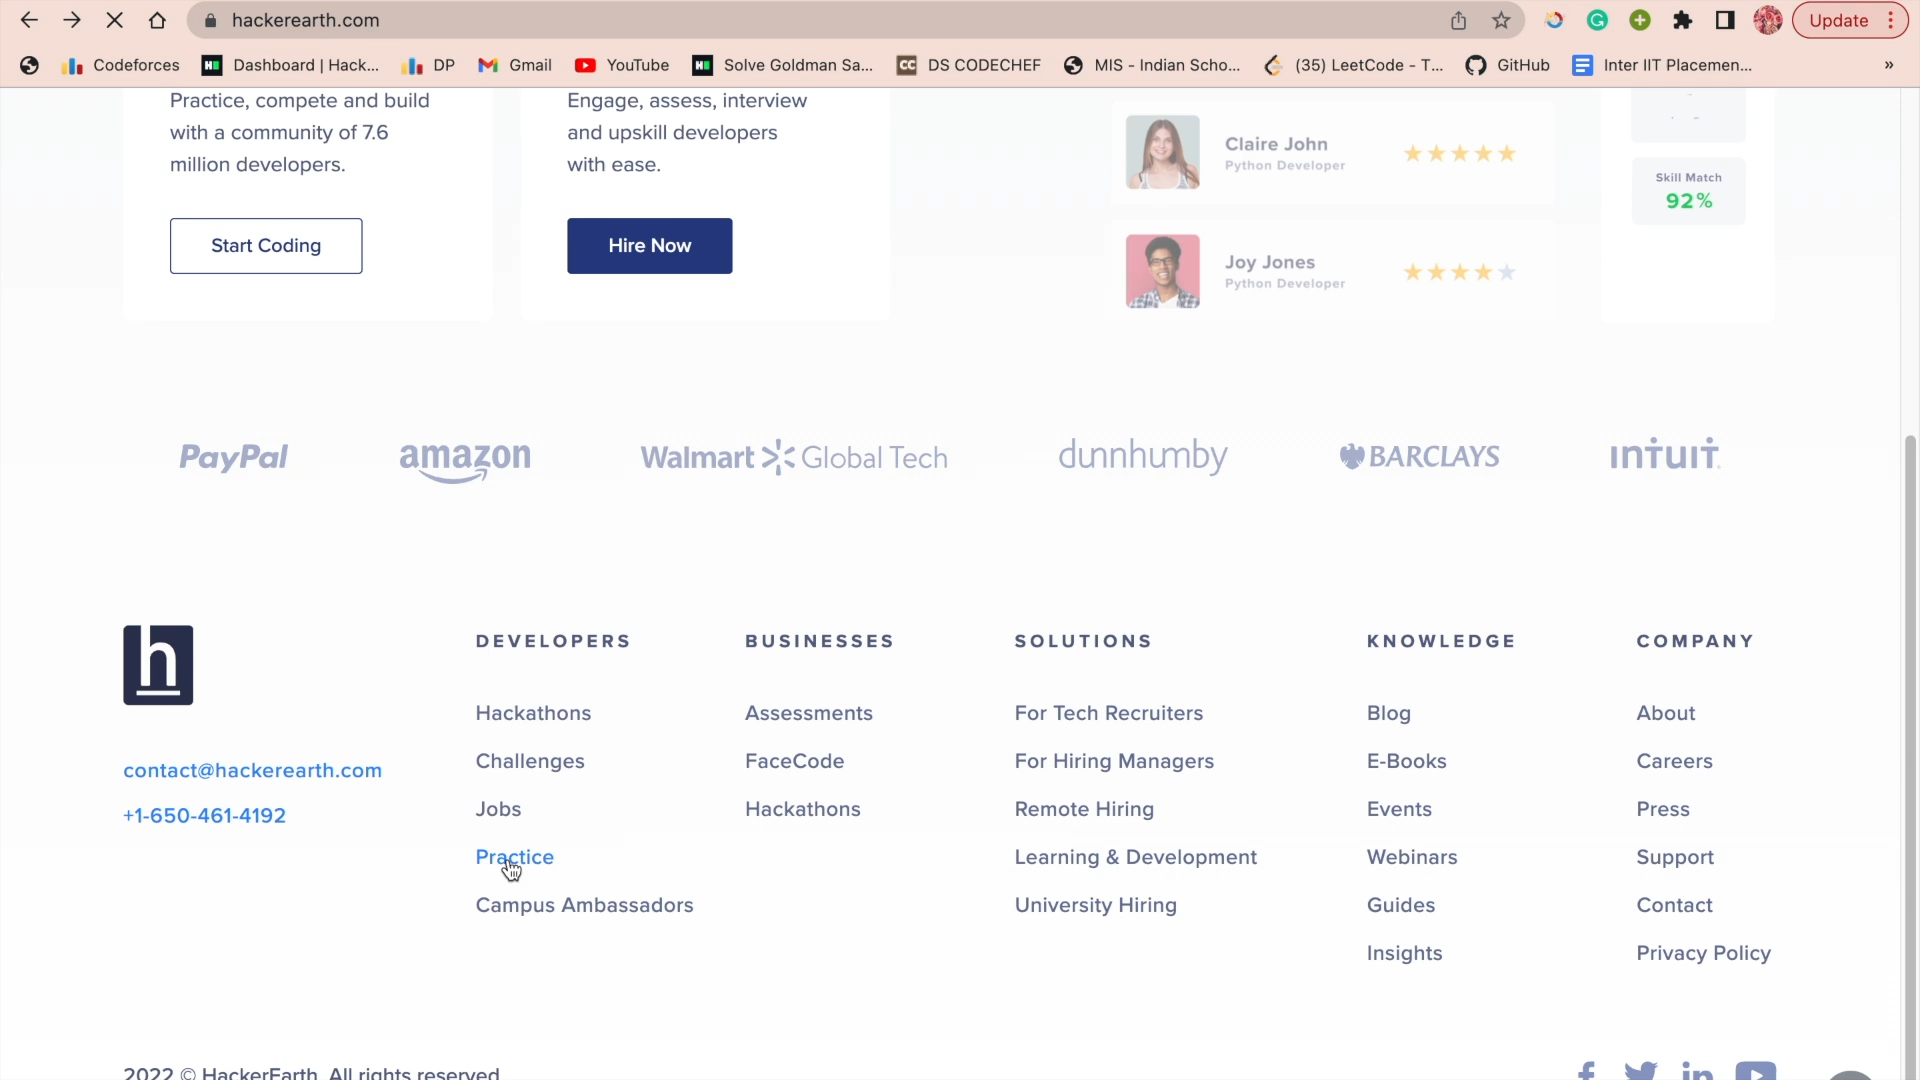 hackerearth.com
Update
Codeforces
Dashboard | Hack...
DP
Gmail
YouTube
Solve Goldman Sa...
DS CODECHEF
MIS - Indian Scho...
(35) LeetCode - T...
GitHub
Inter IIT Placemen...
»
Practice, compete and build
with a community of 7.6
million developers.
Start Coding
Engage, assess, interview
and upskill developers
with ease.
Hire Now
Claire John
Python Developer
Joy Jones
Python Developer
Skill Match
92%
PayPal
amazon
Walmart Global Tech
dunnhumby
BARCLAYS
INTUIT
h
contact@hackerearth.com
+1-650-461-4192
DEVELOPERS
Hackathons
Challenges
Jobs
Practice
Campus Ambassadors
BUSINESSES
Assessments
FaceCode
Hackathons
SOLUTIONS
For Tech Recruiters
For Hiring Managers
Remote Hiring
Learning & Development
University Hiring
KNOWLEDGE
Blog
E-Books
Events
Webinars
Guides
Insights
COMPANY
About
Careers
Press
Support
Contact
Privacy Policy
2022 © HackerEarth All rights reserved